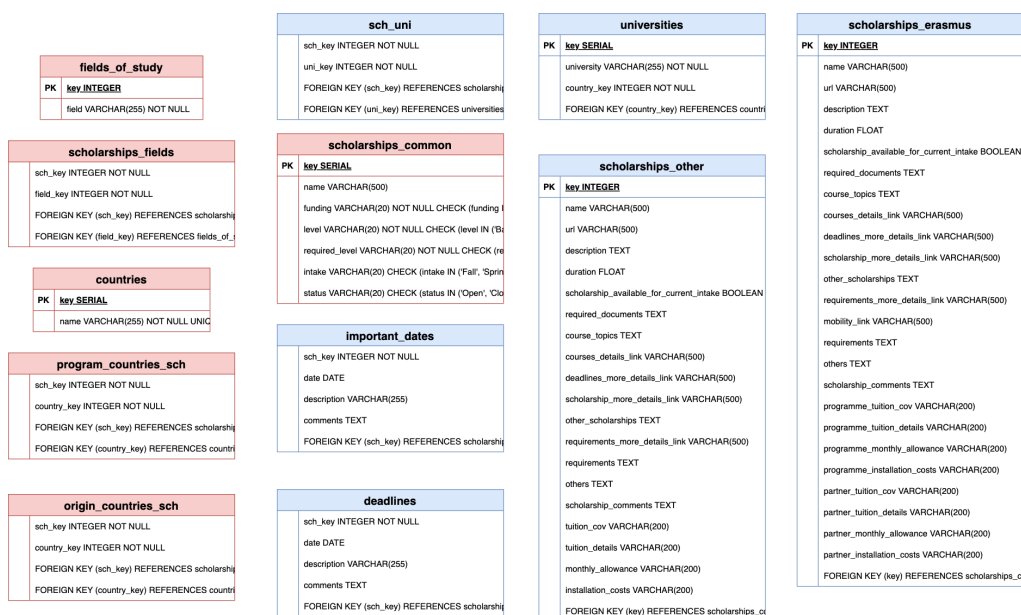 fields_of_study
PK key INTEGER
field VARCHAR(255) NOT NULL
scholarships_fields
sch_key INTEGER NOT NULL
field_key INTEGER NOT NULL
FOREIGN KEY (sch_key) REFERENCES scholarship
FOREIGN KEY (field_key) REFERENCES fields_of_
countries
PK key SERIAL
name VARCHAR(255) NOT NULL UNIQ
program_countries_sch
sch_key INTEGER NOT NULL
country_key INTEGER NOT NULL
FOREIGN KEY (sch_key) REFERENCES scholarship
FOREIGN KEY (country_key) REFERENCES countri
origin_countries_sch
sch_key INTEGER NOT NULL
country_key INTEGER NOT NULL
FOREIGN KEY (sch_key) REFERENCES scholarship
FOREIGN KEY (country_key) REFERENCES countri
sch_uni
sch_key INTEGER NOT NULL
uni_key INTEGER NOT NULL
FOREIGN KEY (sch_key) REFERENCES scholarship
FOREIGN KEY (uni_key) REFERENCES universities
scholarships_common
PK key SERIAL
name VARCHAR(500)
funding VARCHAR(20) NOT NULL CHECK (funding
level VARCHAR(20) NOT NULL CHECK (level IN ('Ba
required_level VARCHAR(20) NOT NULL CHECK (re
intake VARCHAR(20) CHECK (intake IN ('Fall', 'Sprin
status VARCHAR(20) CHECK (status IN ('Open', 'Clo
important_dates
sch_key INTEGER NOT NULL
date DATE
description VARCHAR(255)
comments TEXT
FOREIGN KEY (sch_key) REFERENCES scholarship
deadlines
sch_key INTEGER NOT NULL
date DATE
description VARCHAR(255)
comments TEXT
FOREIGN KEY (sch_key) REFERENCES scholarship
universities
PK key SERIAL
university VARCHAR(255) NOT NULL
country_key INTEGER NOT NULL
FOREIGN KEY (country_key) REFERENCES countri
scholarships_other
PK key INTEGER
name VARCHAR(500)
url VARCHAR(500)
description TEXT
duration FLOAT
scholarship_available_for_current_intake BOOLEAN
required_documents TEXT
course_topics TEXT
courses_details_link VARCHAR(500)
deadlines_more_details_link VARCHAR(500)
scholarship_more_details_link VARCHAR(500)
other_scholarships TEXT
requirements_more_details_link VARCHAR(500)
requirements TEXT
others TEXT
scholarship_comments TEXT
tuition_cov VARCHAR(200)
tuition_details VARCHAR(200)
monthly_allowance VARCHAR(200)
installation_costs VARCHAR(200)
FOREIGN KEY (key) REFERENCES scholarships_co
scholarships_erasmus
PK key INTEGER
name VARCHAR(500)
url VARCHAR(500)
description TEXT
duration FLOAT
scholarship_available_for_current_intake BOOLEAN
required_documents TEXT
course_topics TEXT
courses_details_link VARCHAR(500)
deadlines_more_details_link VARCHAR(500)
scholarship_more_details_link VARCHAR(500)
other_scholarships TEXT
requirements_more_details_link VARCHAR(500)
mobility_link VARCHAR(500)
requirements TEXT
others TEXT
scholarship_comments TEXT
programme_tuition_cov VARCHAR(200)
programme_tuition_details VARCHAR(200)
programme_monthly_allowance VARCHAR(200)
programme_installation_costs VARCHAR(200)
partner_tuition_cov VARCHAR(200)
partner_tuition_details VARCHAR(200)
partner_monthly_allowance VARCHAR(200)
partner_installation_costs VARCHAR(200)
FOREIGN KEY (key) REFERENCES scholarships_c